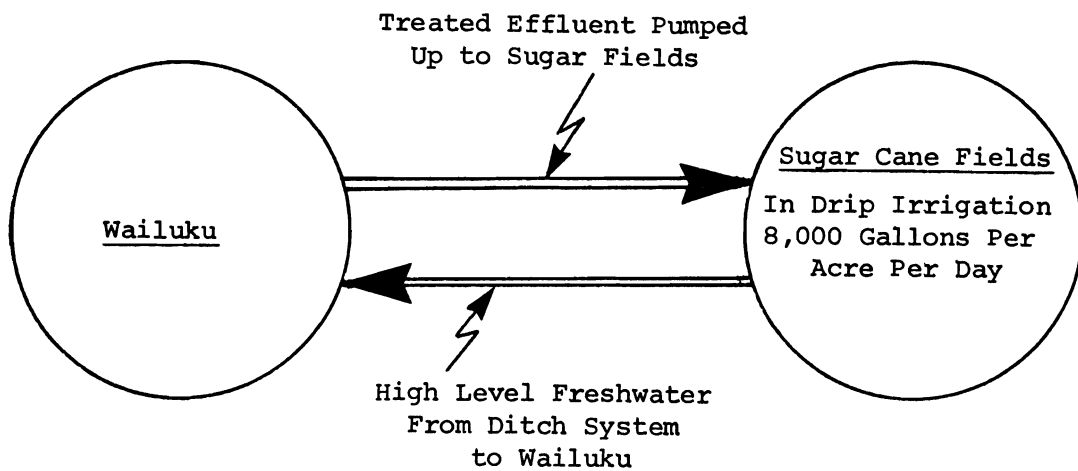 Treated Effluent Pumped
Up to Sugar Fields
Wailuku
Sugar Cane Fields
In Drip Irrigation
8,000 Gallons Per
Acre Per Day
High Level Freshwater
From Ditch System
to Wailuku